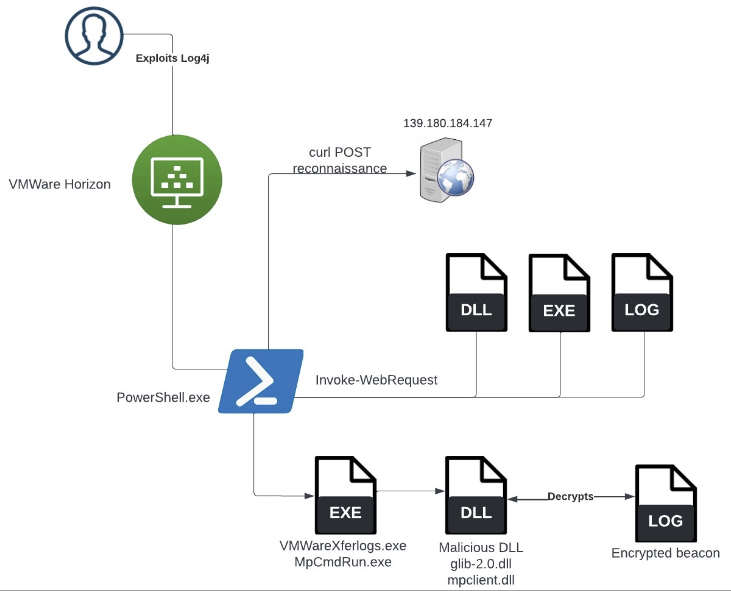 Exploits Log4j
VMWare Horizon
139.180.184.147
curl POST
reconnaissance
DLL
EXE
LOG
Invoke-WebRequest
PowerShell.exe
EXE
VMWareXferlogs.exe
MpCmdRun.exe
DLL
Malicious DLL
glib-2.0.dll
mpclient.dll
Decrypts
LOG
Encrypted beacon